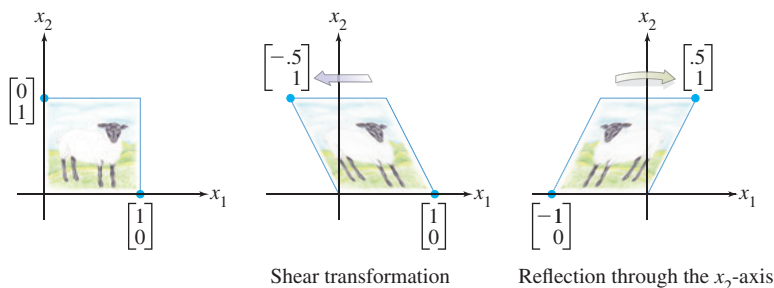 x₂ x₂ x₂
[0 1] [−.5 1] [.5 1]
x₁ x₁ x₁
[1 0] [1 0] [−1 0]
Shear transformation Reflection through the x₂-axis